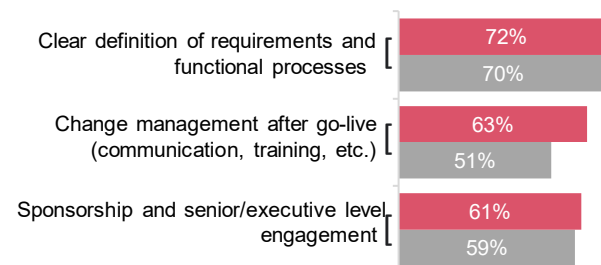 Clear definition of requirements and
functional processes
72%
70%
Change management after go-live
(communication, training, etc.)
63%
51%
Sponsorship and senior/executive level
engagement
61%
59%